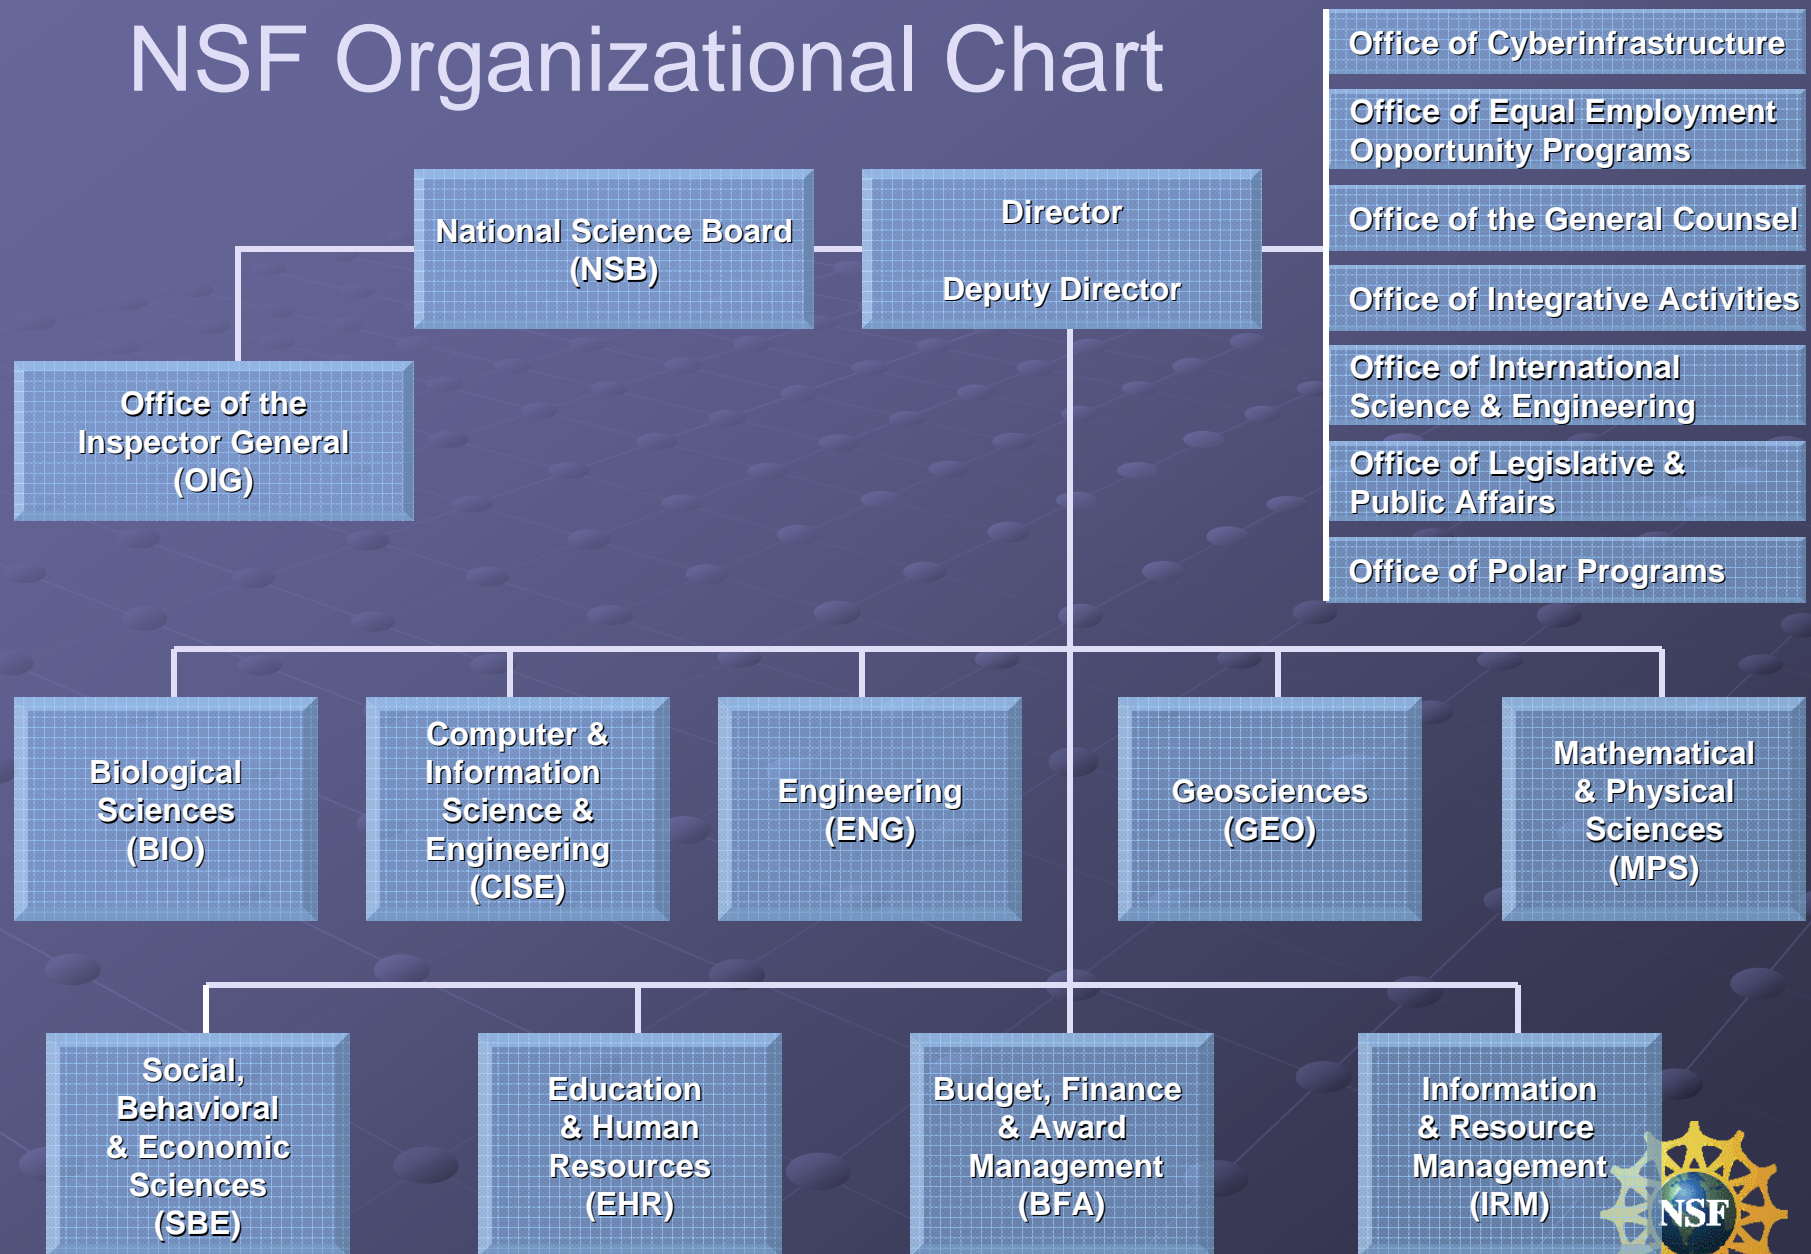 NSF Organizational Chart
Office of Cyberinfrastructure
Office of Equal Employment
Opportunity Programs
Office of the General Counsel
Office of Integrative Activities
Office of International
Science & Engineering
Office of Legislative &
Public Affairs
Office of Polar Programs
National Science Board
(NSB)
Director
Deputy Director
Office of the
Inspector General
(OIG)
Biological
Sciences
(BIO)
Computer &
Information
Science &
Engineering
(CISE)
Engineering
(ENG)
Geosciences
(GEO)
Mathematical
& Physical
Sciences
(MPS)
Social,
Behavioral
& Economic
Sciences
(SBE)
Education
& Human
Resources
(EHR)
Budget, Finance
& Award
Management
(BFA)
Information
& Resource
Management
(IRM)
NSF